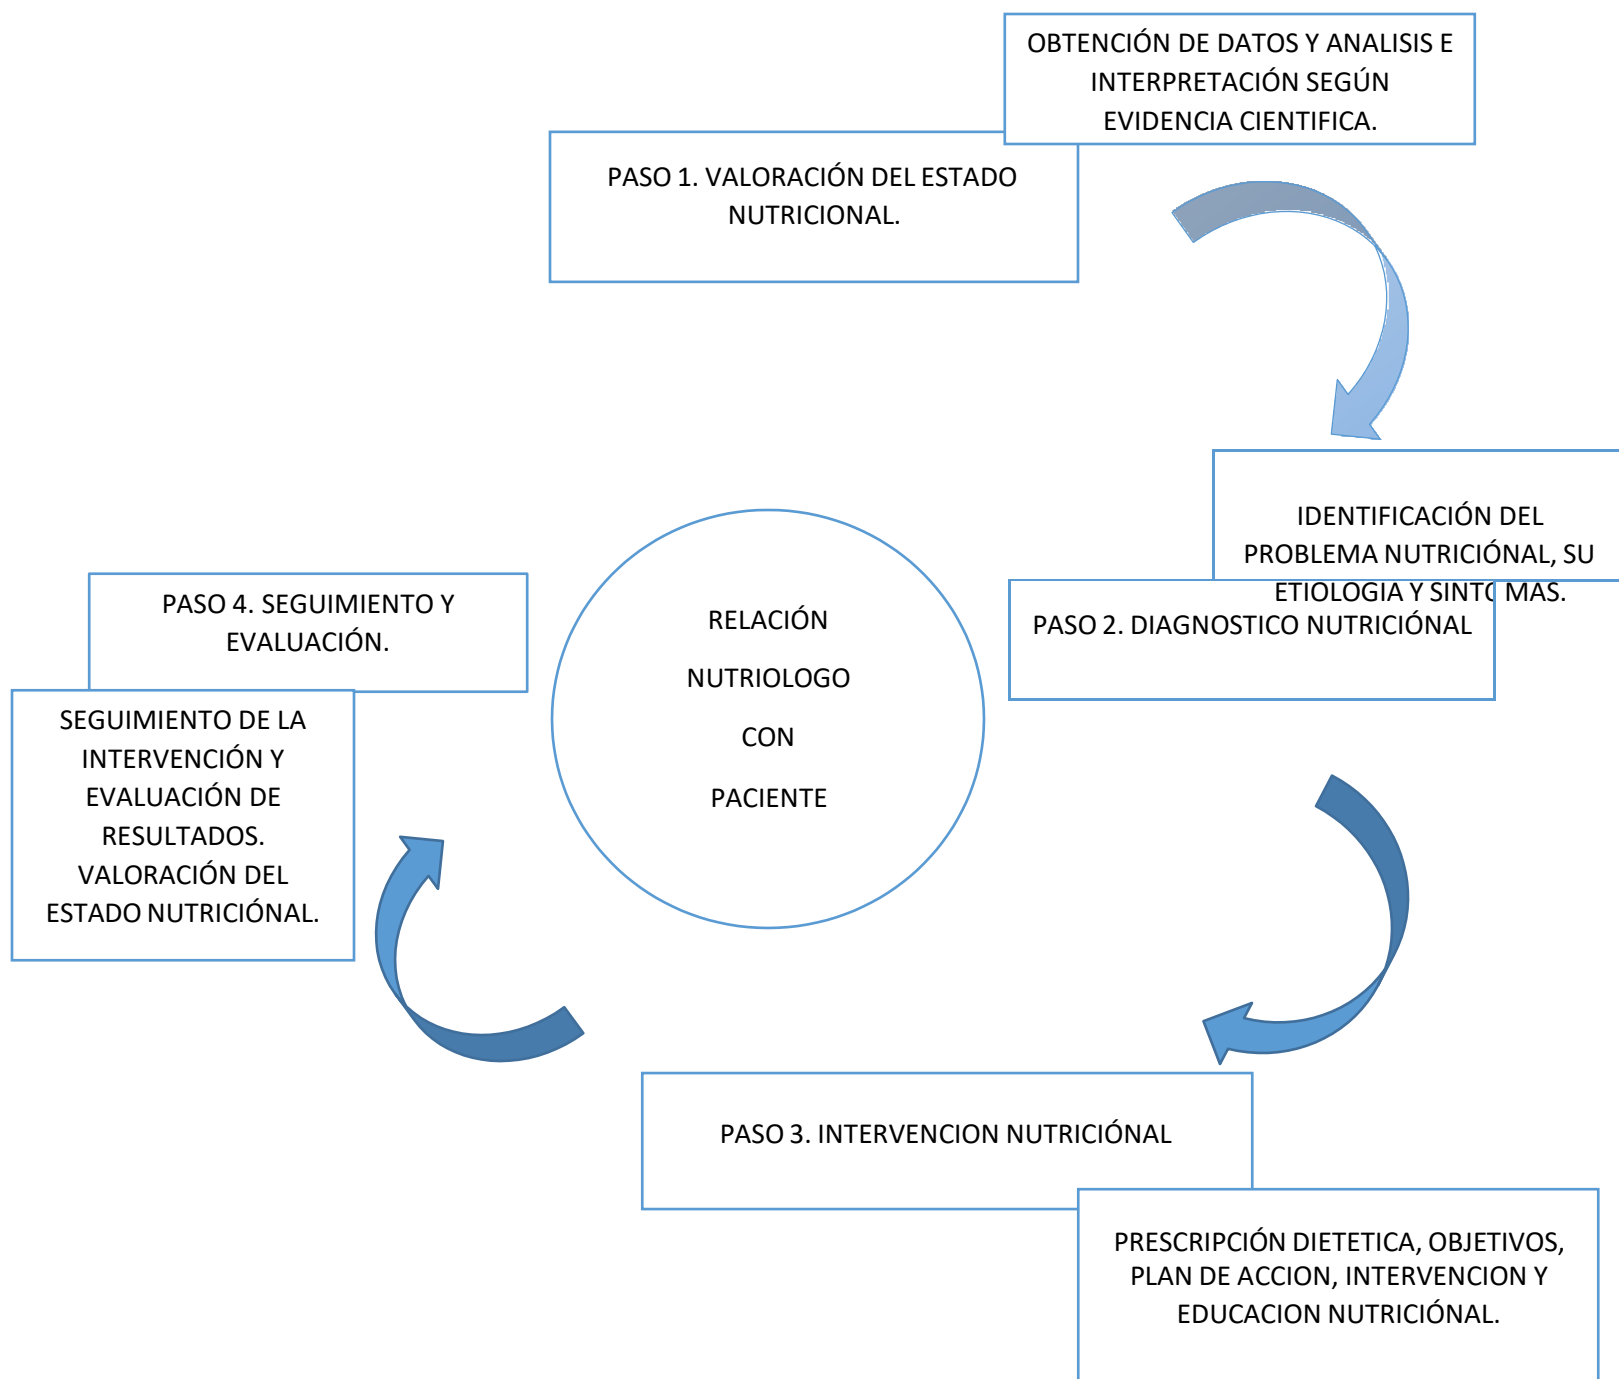 OBTENCIÓN DE DATOS Y ANALISIS E
INTERPRETACIÓN SEGÚN
EVIDENCIA CIENTIFICA.
PASO 1. VALORACIÓN DEL ESTADO
NUTRICIONAL.
IDENTIFICACIÓN DEL
PROBLEMA NUTRICIÓNAL, SU
ETIOLOGIA Y SINTOMAS.
PASO 2. DIAGNOSTICO NUTRICIÓNAL
RELACIÓN
NUTRIOLOGO
CON
PACIENTE
PASO 4. SEGUIMIENTO Y
EVALUACIÓN.
SEGUIMIENTO DE LA
INTERVENCIÓN Y
EVALUACIÓN DE
RESULTADOS.
VALORACIÓN DEL
ESTADO NUTRICIÓNAL.
PASO 3. INTERVENCION NUTRICIÓNAL
PRESCRIPCIÓN DIETETICA, OBJETIVOS,
PLAN DE ACCION, INTERVENCION Y
EDUCACION NUTRICIÓNAL.